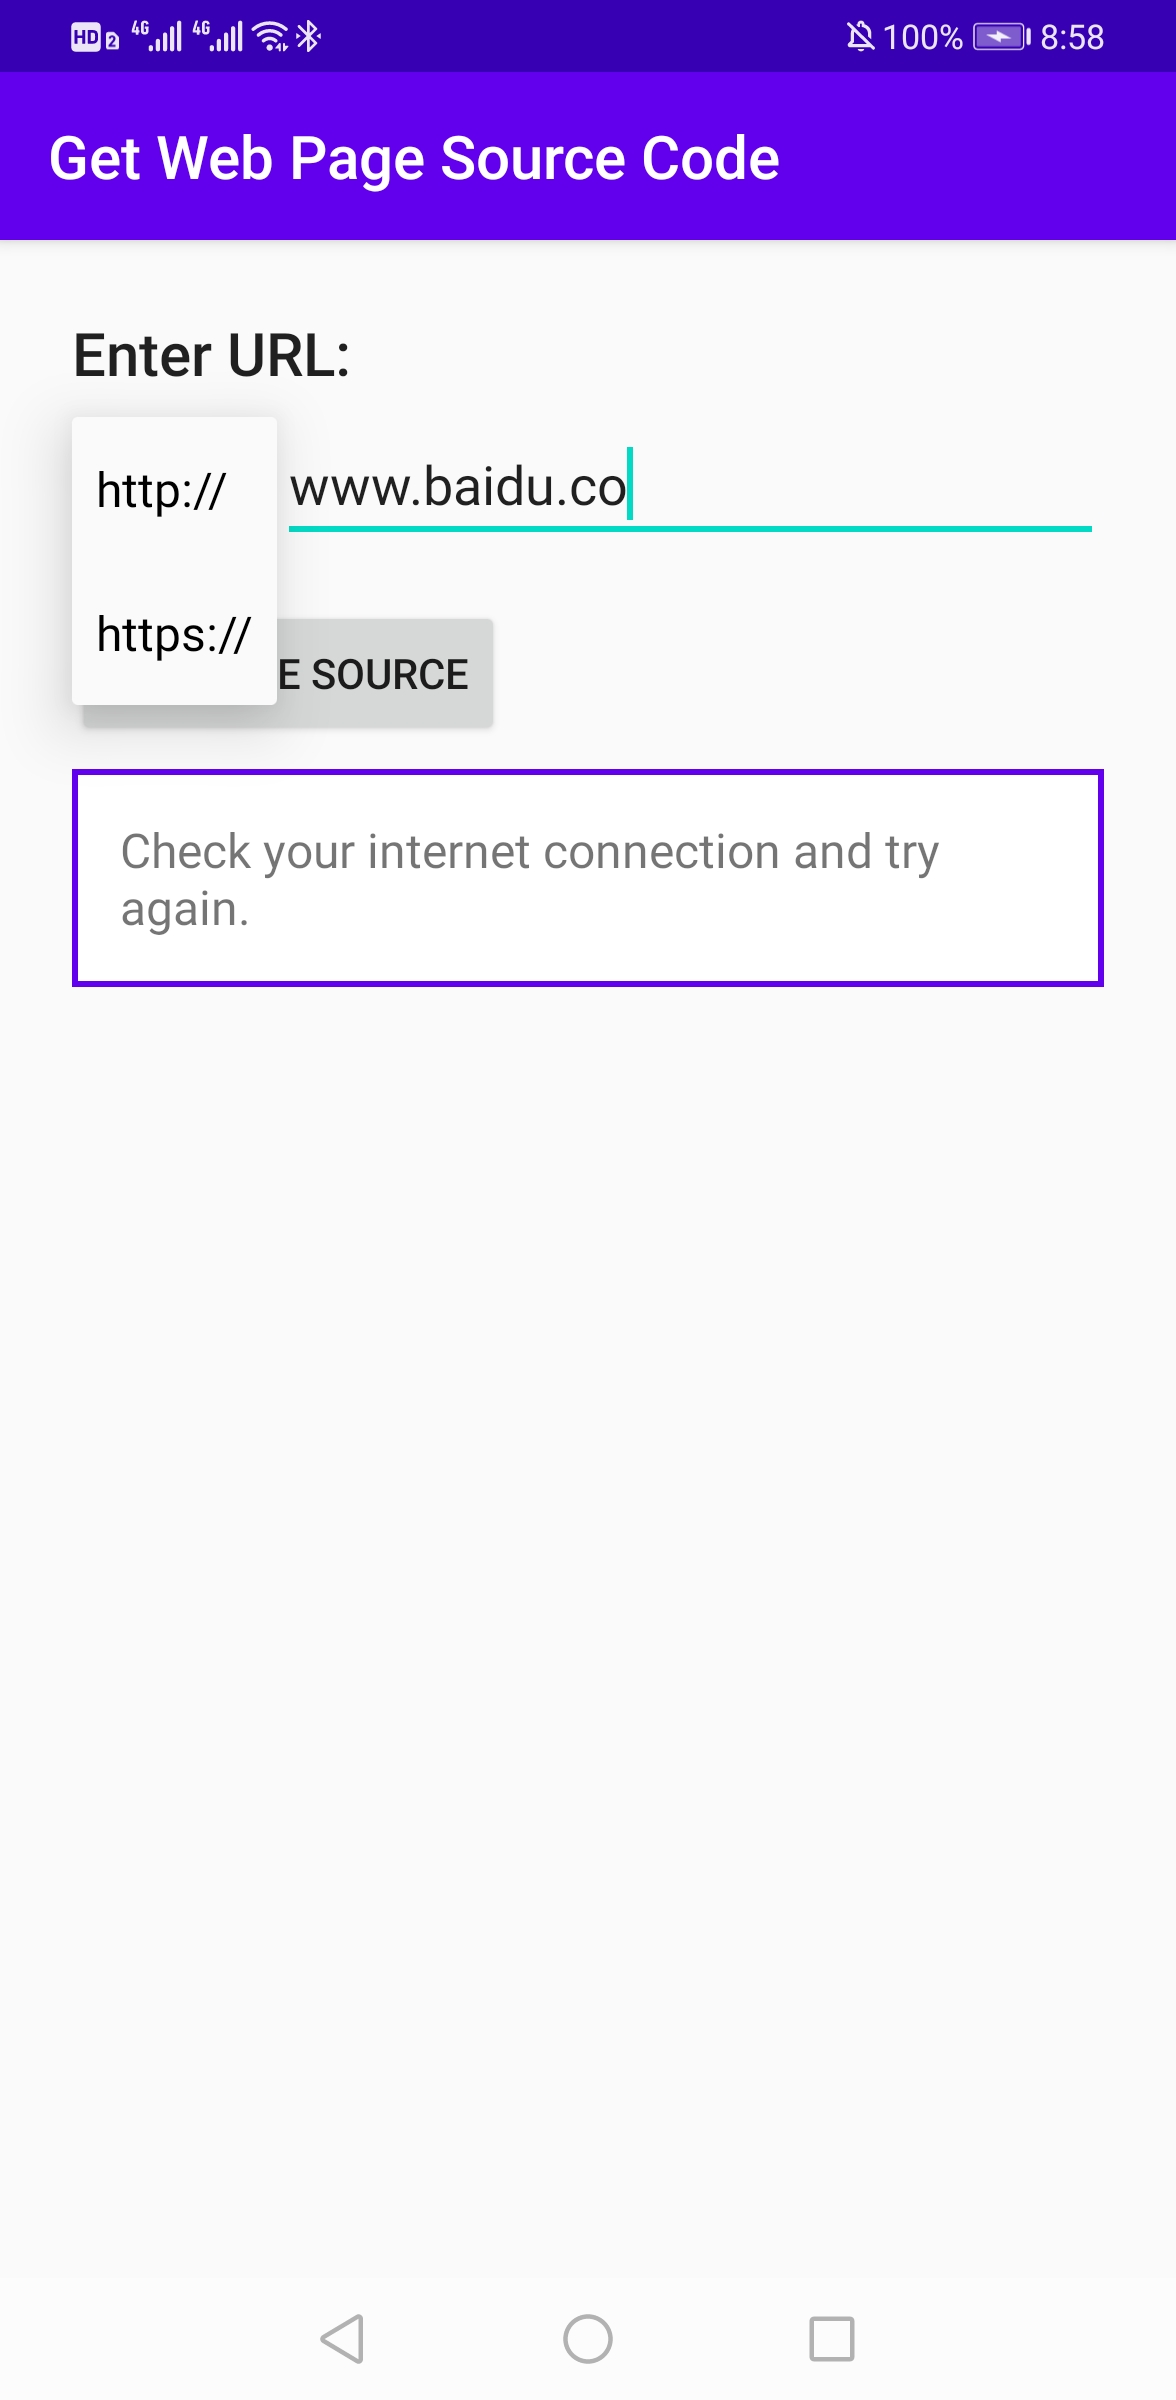 HD 2 4G 4G 100% 8:58
Get Web Page Source Code
Enter URL:
http:// www.baidu.co
https://
E SOURCE
Check your internet connection and try
again.